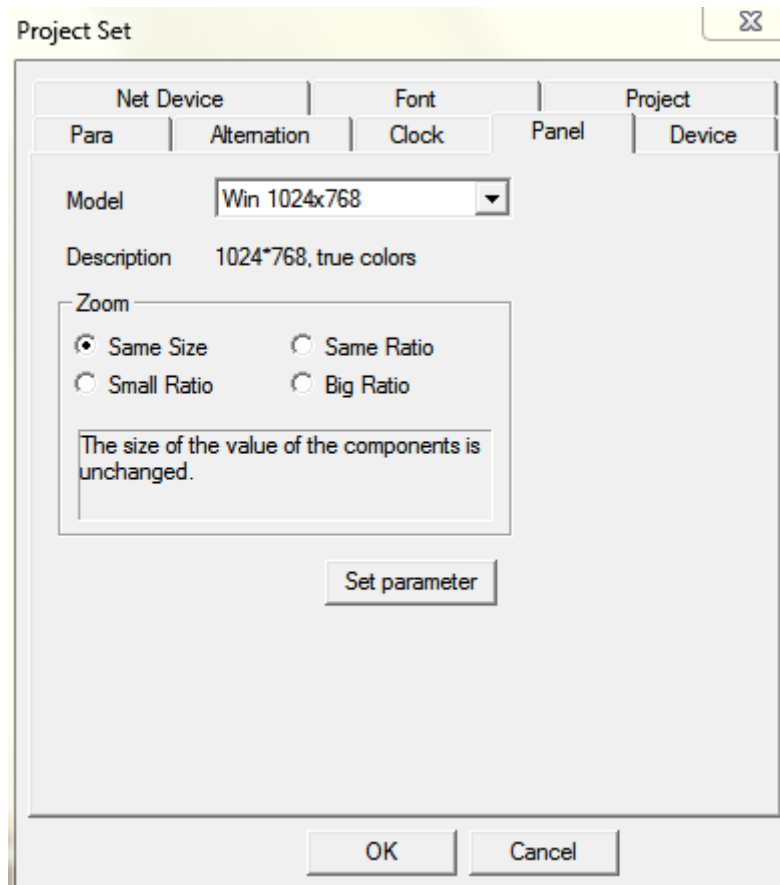 Project Set
Net Device Font Project
Para Alternation Clock Panel Device
Model Win 1024x768
Description 1024*768, true colors
Zoom
Same Size Same Ratio
Small Ratio Big Ratio
The size of the value of the components is
unchanged.
Set parameter
OK Cancel